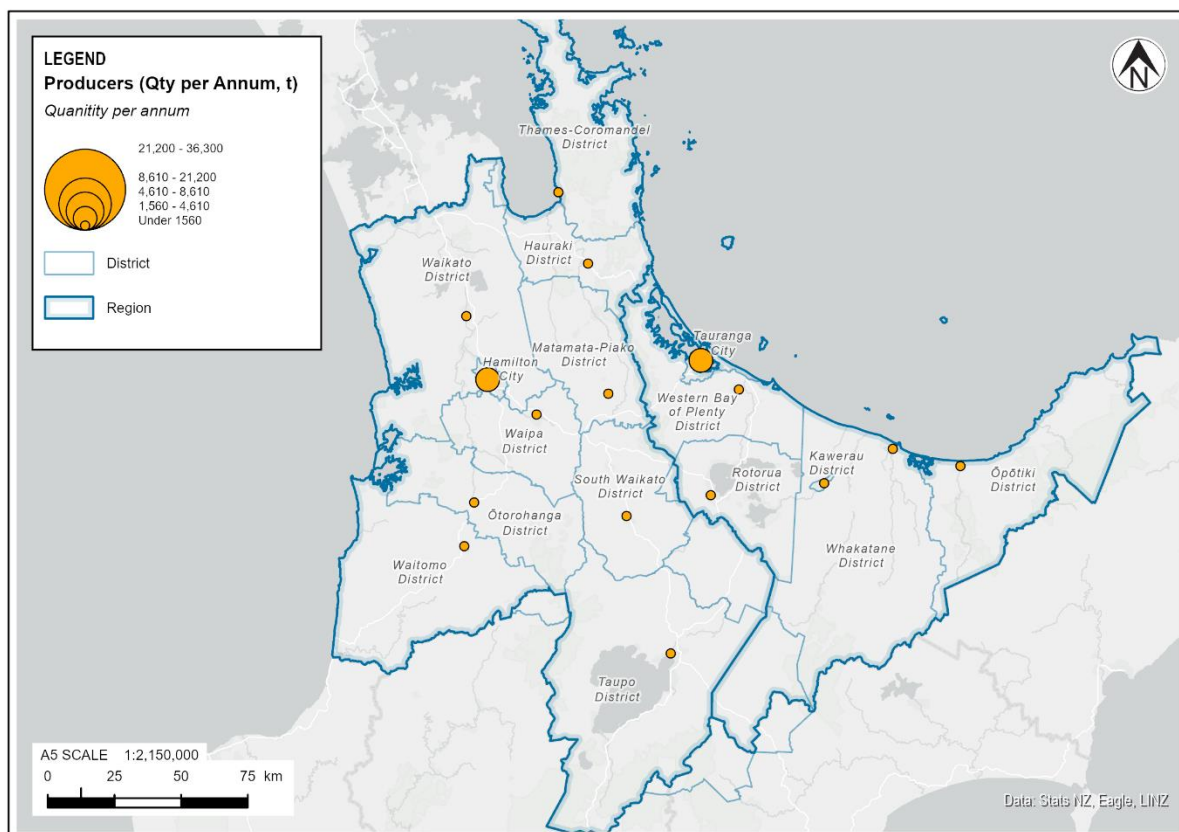 LEGEND
Producers (Qty per Annum, t)
Quanitity per annum
21,200 - 36,300
8,610 - 21,200
4,610 - 8,610
1,560 - 4,610
Under 1560
District
Region
N
Thames-Coromandel
District
Hauraki
District
Waikato
District
Matamata-Piako
District
Tauranga
City
Hamilton
City
Western Bay
of Plenty
District
Waipa
District
South Waikato
District
Rotorua
District
Kawerau
District
Ōpōtiki
District
Ōtorohanga
District
Whakatane
District
Waitomo
District
Taupo
District
A5 SCALE 1:2,150,000
0 25 50 75 km
Data: Stats NZ, Eagle, LINZ